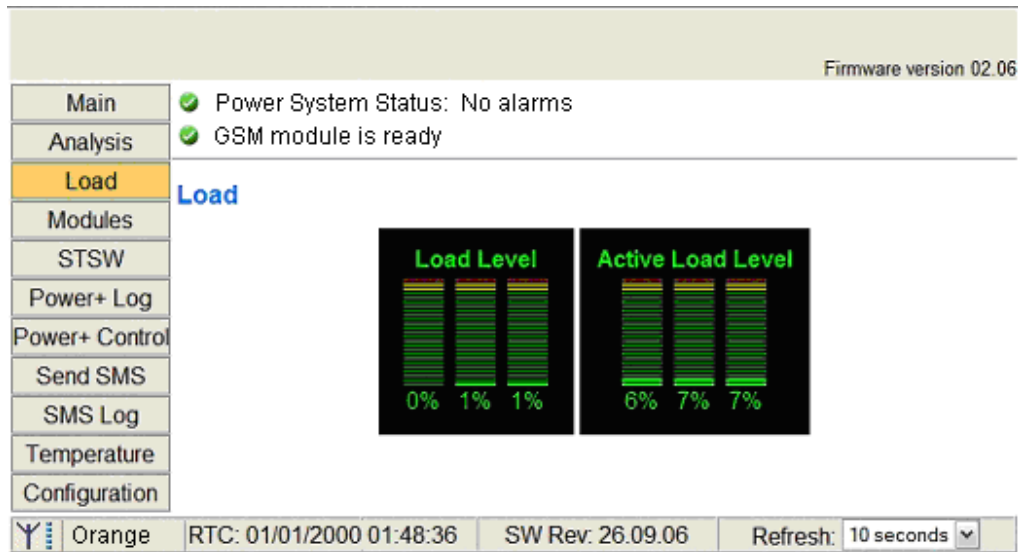 Firmware version 02.06
Main
Analysis
Load
Modules
STSW
Power+ Log
Power+ Control
Send SMS
SMS Log
Temperature
Configuration
Power System Status: No alarms
GSM module is ready
Load
Load Level
0% 1% 1%
Active Load Level
6% 7% 7%
Orange RTC: 01/01/2000 01:48:36 SW Rev: 26.09.06 Refresh: 10 seconds